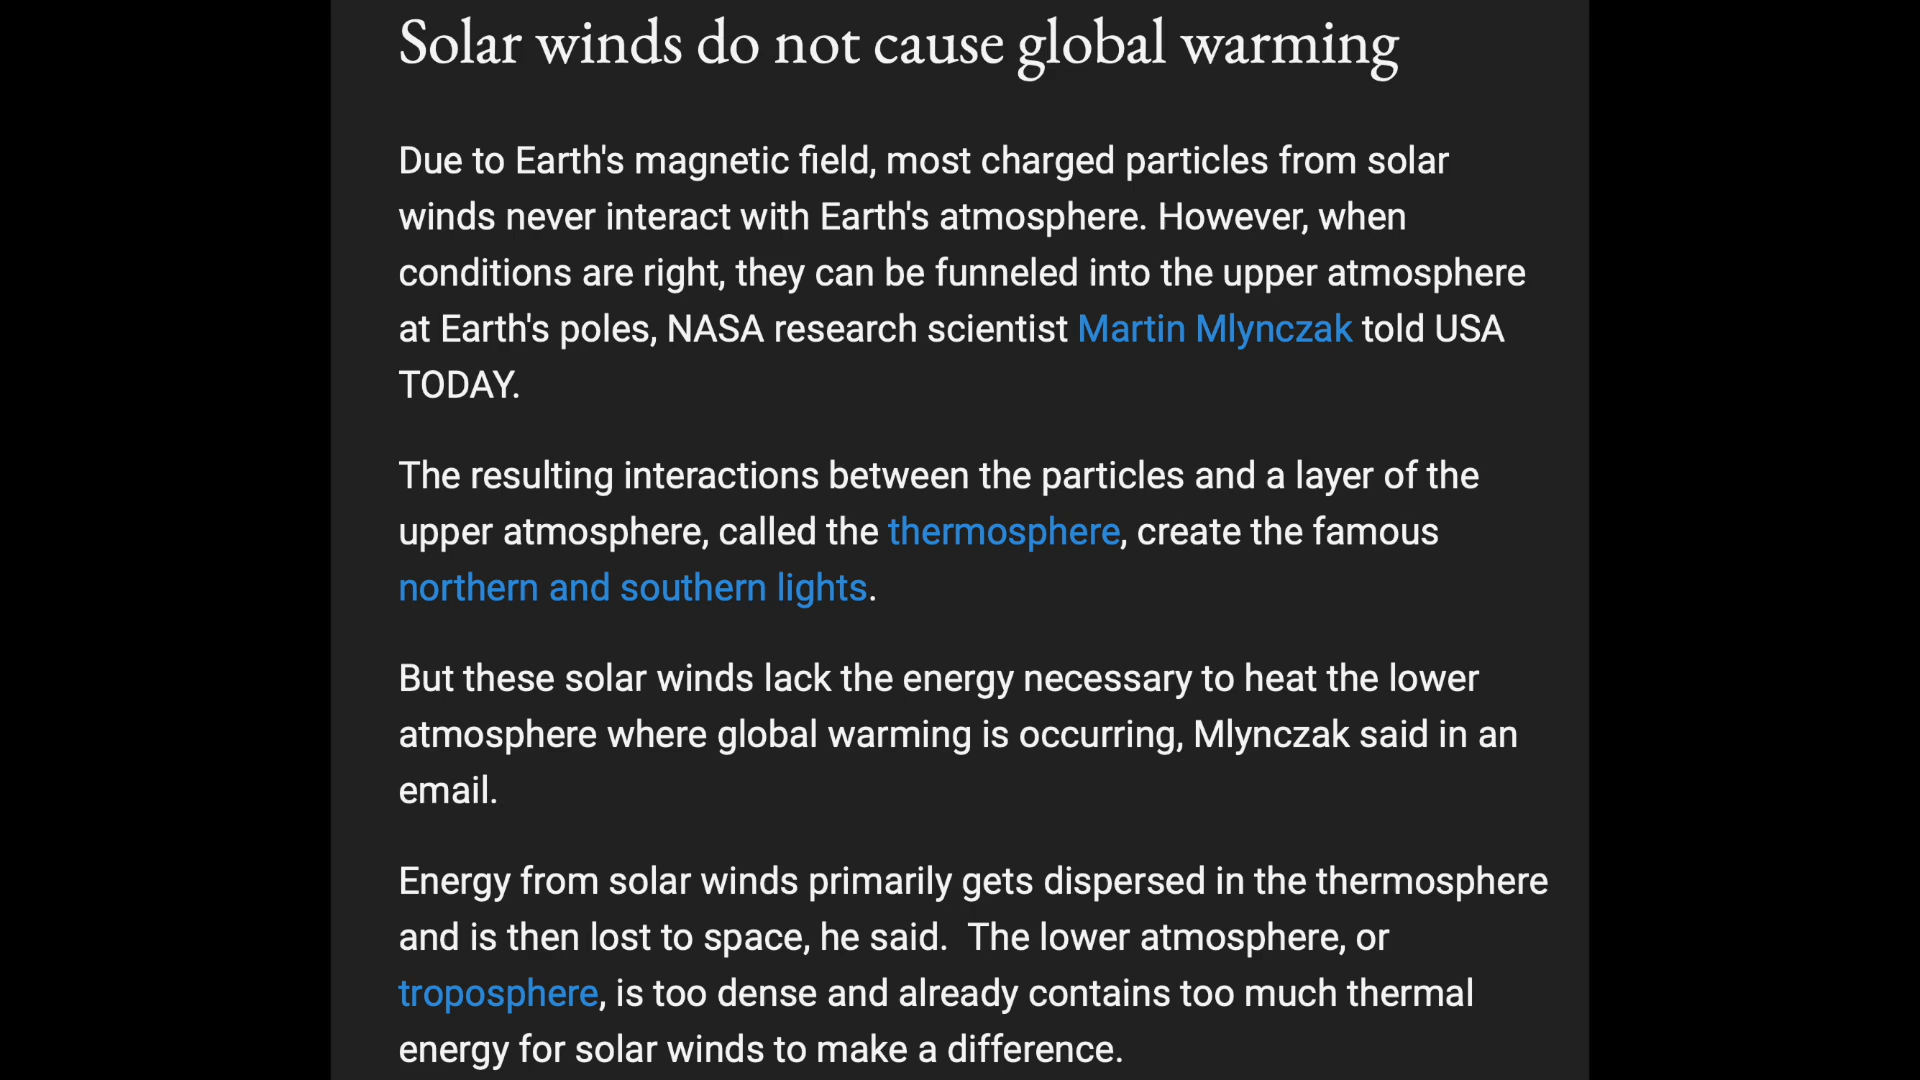 Solar winds do not cause global warming
Due to Earth's magnetic field, most charged particles from solar
winds never interact with Earth's atmosphere. However, when
conditions are right, they can be funneled into the upper atmosphere
at Earth's poles, NASA research scientist Martin Mlynczak told USA
TODAY.
The resulting interactions between the particles and a layer of the
upper atmosphere, called the thermosphere, create the famous
northern and southern lights.
But these solar winds lack the energy necessary to heat the lower
atmosphere where global warming is occurring, Mlynczak said in an
email.
Energy from solar winds primarily gets dispersed in the thermosphere
and is then lost to space, he said.  The lower atmosphere, or
troposphere, is too dense and already contains too much thermal
energy for solar winds to make a difference.